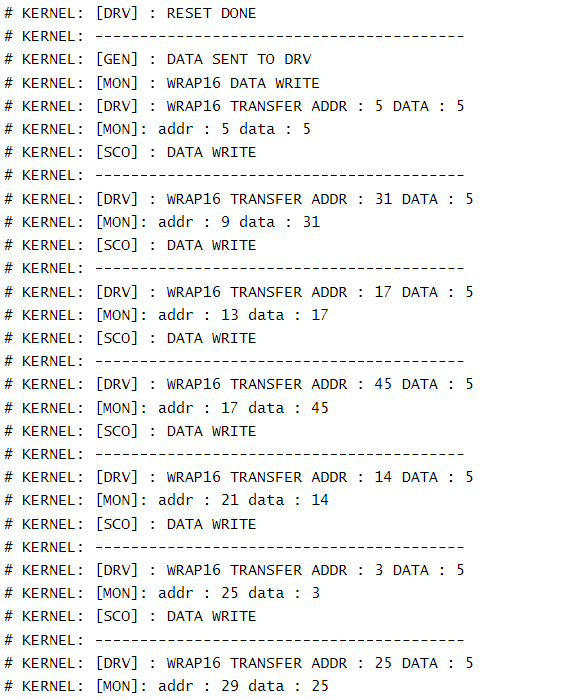 # KERNEL: [DRV] : RESET DONE
# KERNEL: -----------------------------------------
# KERNEL: [GEN] : DATA SENT TO DRV
# KERNEL: [MON] : WRAP16 DATA WRITE
# KERNEL: [DRV] : WRAP16 TRANSFER ADDR : 5 DATA : 5
# KERNEL: [MON]: addr : 5 data : 5
# KERNEL: [SCO] : DATA WRITE
# KERNEL: -----------------------------------------
# KERNEL: [DRV] : WRAP16 TRANSFER ADDR : 31 DATA : 5
# KERNEL: [MON]: addr : 9 data : 31
# KERNEL: [SCO] : DATA WRITE
# KERNEL: -----------------------------------------
# KERNEL: [DRV] : WRAP16 TRANSFER ADDR : 17 DATA : 5
# KERNEL: [MON]: addr : 13 data : 17
# KERNEL: [SCO] : DATA WRITE
# KERNEL: -----------------------------------------
# KERNEL: [DRV] : WRAP16 TRANSFER ADDR : 45 DATA : 5
# KERNEL: [MON]: addr : 17 data : 45
# KERNEL: [SCO] : DATA WRITE
# KERNEL: -----------------------------------------
# KERNEL: [DRV] : WRAP16 TRANSFER ADDR : 14 DATA : 5
# KERNEL: [MON]: addr : 21 data : 14
# KERNEL: [SCO] : DATA WRITE
# KERNEL: -----------------------------------------
# KERNEL: [DRV] : WRAP16 TRANSFER ADDR : 3 DATA : 5
# KERNEL: [MON]: addr : 25 data : 3
# KERNEL: [SCO] : DATA WRITE
# KERNEL: -----------------------------------------
# KERNEL: [DRV] : WRAP16 TRANSFER ADDR : 25 DATA : 5
# KERNEL: [MON]: addr : 29 data : 25